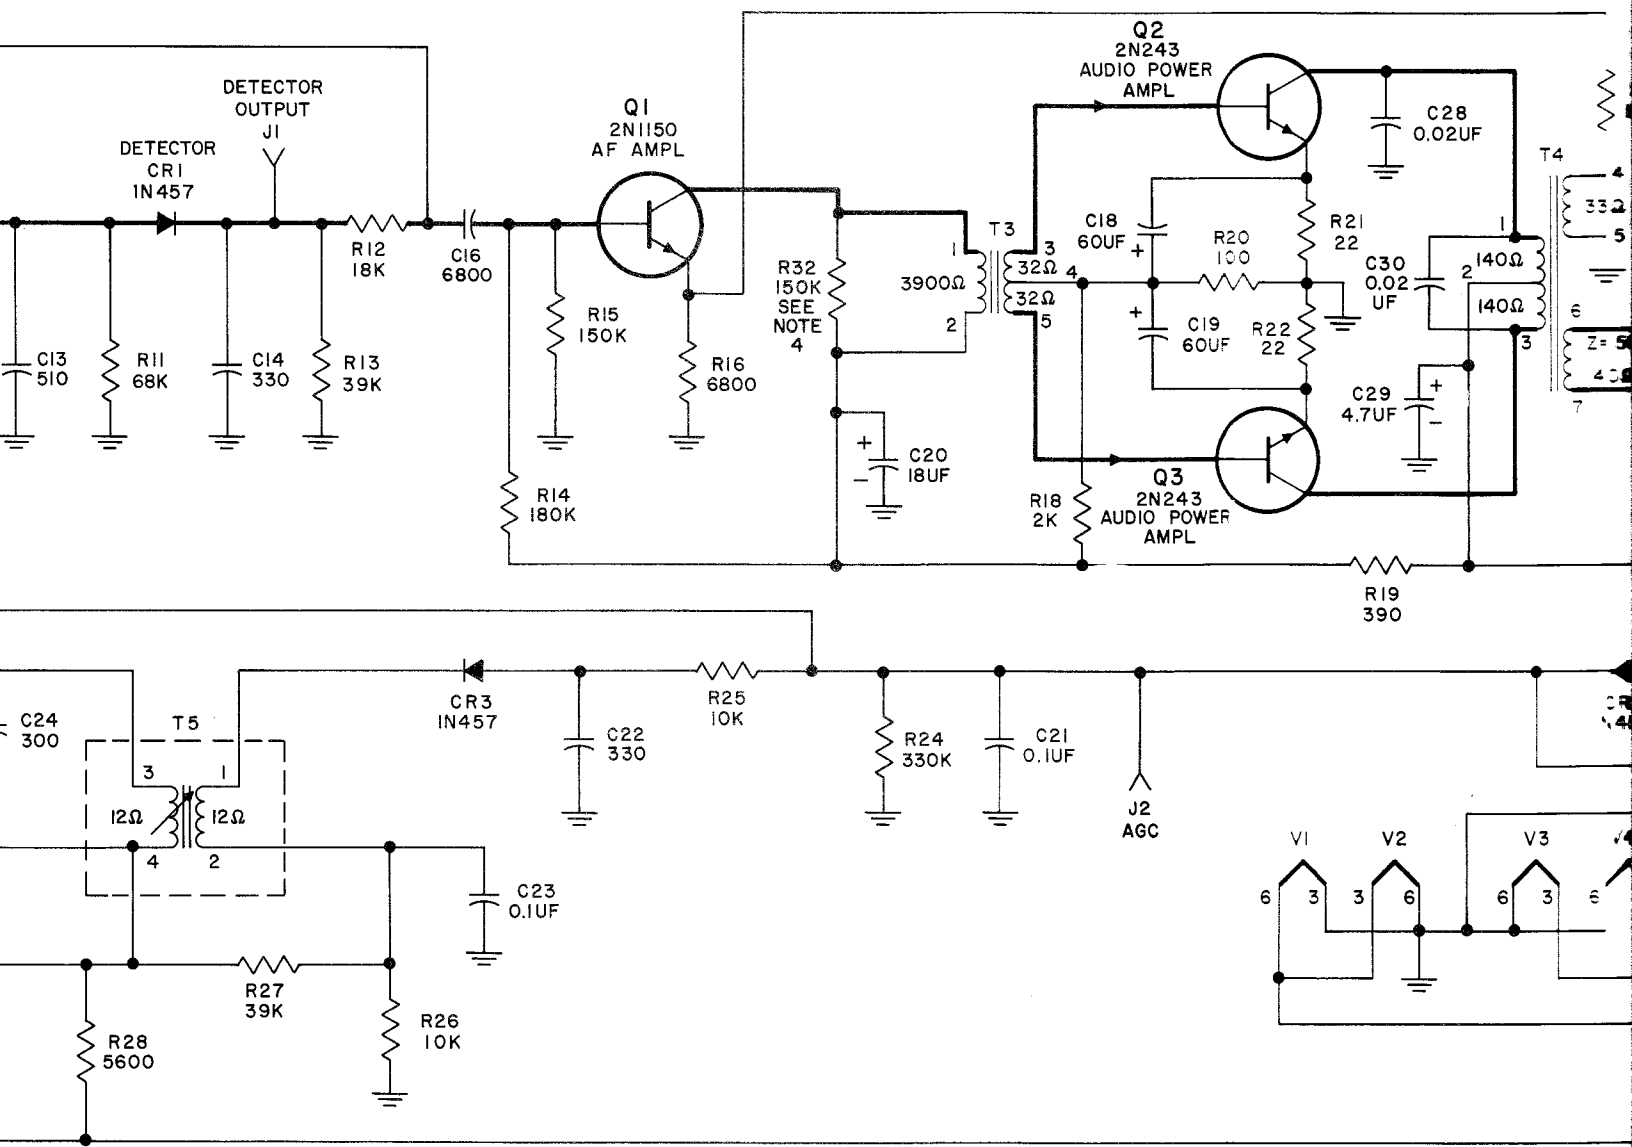 DETECTOR
OUTPUT
J1
DETECTOR
CR1
1N457
R12
18K
C16
6800
Q1
2N1150
AF AMPL
C13
510
R11
68K
C14
330
R13
39K
R15
150K
R14
180K
R16
6800
R32
150K
SEE
NOTE
4
+
−
C20
18UF
T3
1
3900Ω
2
3
32Ω
4
32Ω
5
Q2
2N243
AUDIO POWER
AMPL
C18
60UF
+
+
C19
60UF
R20
100
R21
22
R22
22
R18
2K
Q3
2N243
AUDIO POWER
AMPL
C28
0.02UF
C30
0.02
UF
1
140Ω
2
140Ω
3
T4
4
33Ω
5
6
7
C29
4.7UF
+
−
R19
390
C24
300
T5
3
1
12Ω
12Ω
4
2
CR3
1N457
C22
330
R25
10K
R24
330K
C21
0.1UF
J2
AGC
C23
0.1UF
R27
39K
R28
5600
R26
10K
V1
V2
V3
6
3
3
6
6
3
6